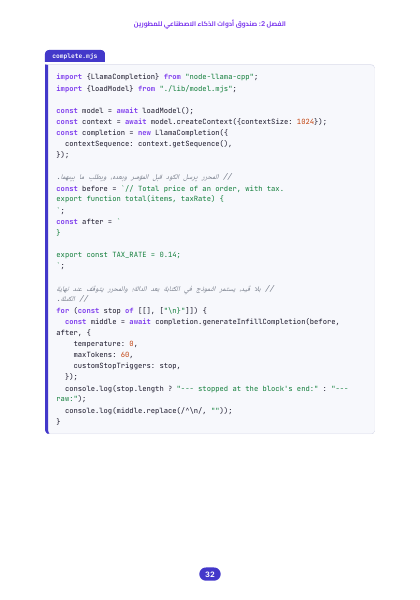 الفصل 2: صندوق أدوات الذكاء الاصطناعي للمطورين
complete.mjs
import {LlamaCompletion} from "node-llama-cpp";
import {loadModel} from "./lib/model.mjs";
const model = await loadModel();
const context = await model.createContext({contextSize: 1024});
const completion = new LlamaCompletion({
contextSequence: context.getSequence(),
});
// المحرر يرسل الكود قبل المؤشر وبعده، ويطلب ما بينهما.
const before = `// Total price of an order, with tax.
export function total(items, taxRate) {
`;
const after = `
}
export const TAX_RATE = 0.14;
`;
// بلا قيد، يستمر النموذج في الكتابة بعد الدالة؛ والمحرر يتوقف عند نهاية
// الكتلة.
for (const stop of [[], ["\n}"]]) {
const middle = await completion.generateInfillCompletion(before,
after, {
temperature: 0,
maxTokens: 60,
customStopTriggers: stop,
});
console.log(stop.length ? "--- stopped at the block's end:" : "---
raw:");
console.log(middle.replace(/^\n/, ""));
}
32